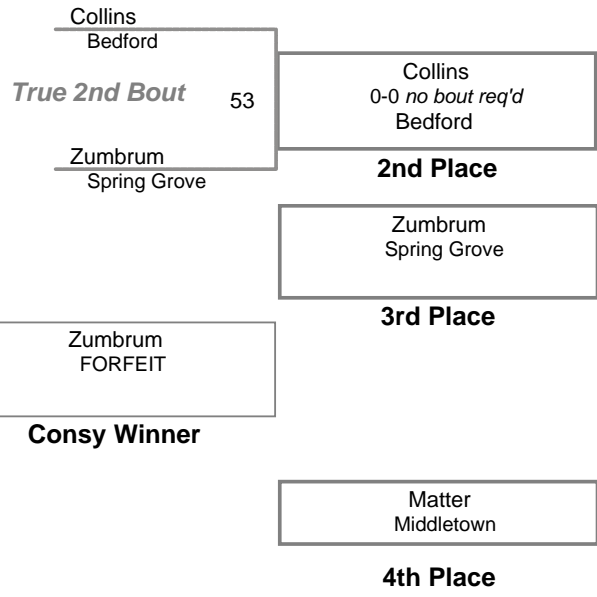 Collins
Bedford
True 2nd Bout 53
Zumbrum
Spring Grove
Collins
0-0 no bout req'd
Bedford
2nd Place
Zumbrum
Spring Grove
3rd Place
Zumbrum
FORFEIT
Consy Winner
Matter
Middletown
4th Place